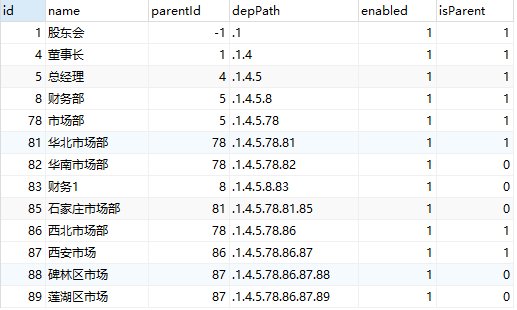 id name parentId depPath enabled isParent
1 股东会 -1 .1 1 1
4 董事长 1 .1.4 1 1
5 总经理 4 .1.4.5 1 1
8 财务部 5 .1.4.5.8 1 1
78 市场部 5 .1.4.5.78 1 1
81 华北市场部 78 .1.4.5.78.81 1 1
82 华南市场部 78 .1.4.5.78.82 1 0
83 财务1 8 .1.4.5.8.83 1 0
85 石家庄市场部 81 .1.4.5.78.81.85 1 0
86 西北市场部 78 .1.4.5.78.86 1 1
87 西安市场 86 .1.4.5.78.86.87 1 1
88 碑林区市场 87 .1.4.5.78.86.87.88 1 0
89 莲湖区市场 87 .1.4.5.78.86.87.89 1 0